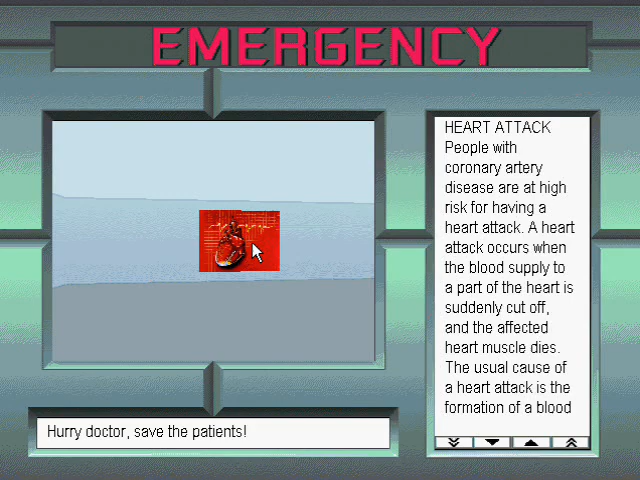 EMERGENCY
HEART ATTACK
People with
coronary artery
disease are at high
risk for having a
heart attack. A heart
attack occurs when
the blood supply to
a part of the heart is
suddenly cut off,
and the affected
heart muscle dies.
The usual cause of
a heart attack is the
formation of a blood
Hurry doctor, save the patients!